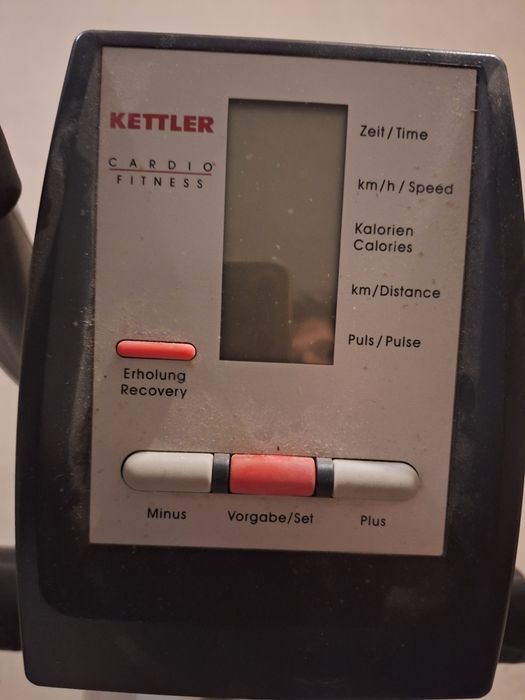 KETTLER
CARDIO
FITNESS
Zeit/Time
km/h/Speed
Kalorien
Calories
km/Distance
Puls/Pulse
Erholung
Recovery
Minus
Vorgabe/Set
Plus